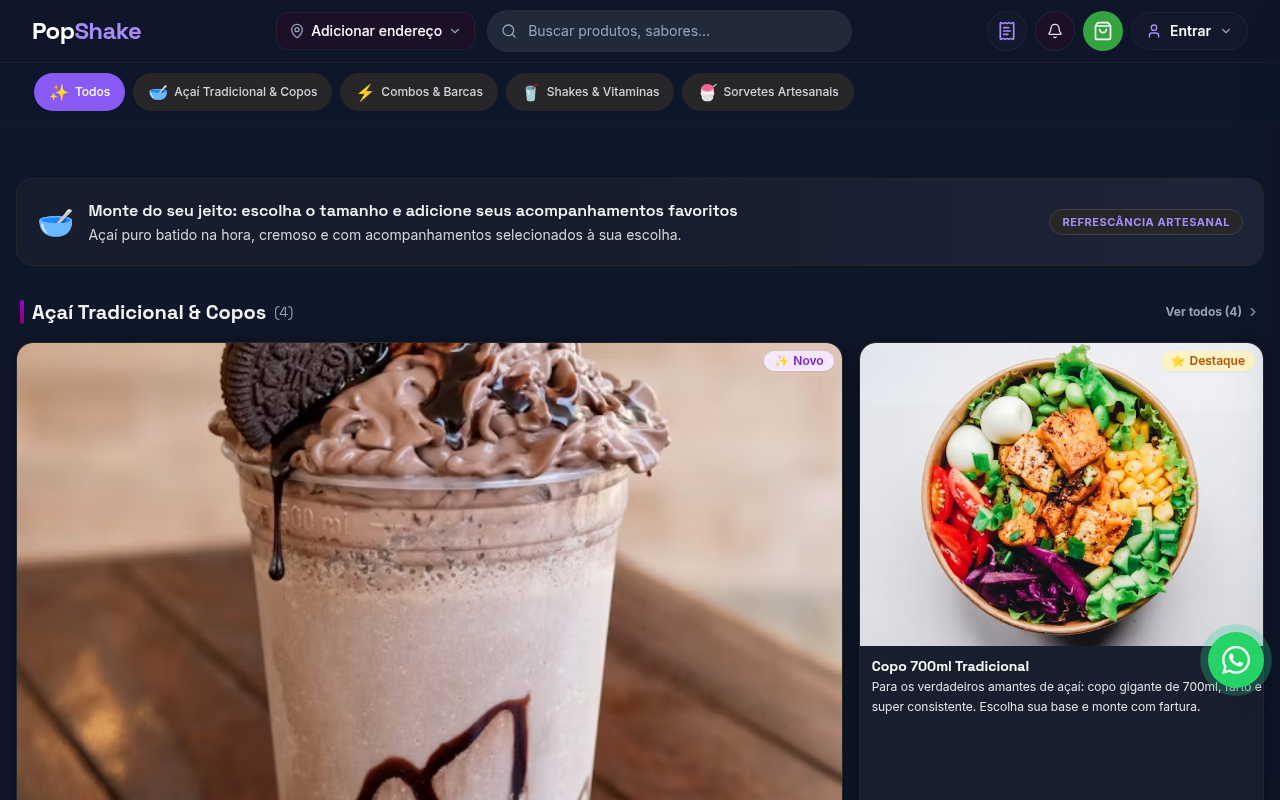 PopShake
Adicionar endereço
Buscar produtos, sabores...
Entrar
Todos
Açaí Tradicional & Copos
Combos & Barcas
Shakes & Vitaminas
Sorvetes Artesanais
Monte do seu jeito: escolha o tamanho e adicione seus acompanhamentos favoritos
Açaí puro batido na hora, cremoso e com acompanhamentos selecionados à sua escolha.
REFRESCÂNCIA ARTESANAL
Açaí Tradicional & Copos (4)
Ver todos (4)
Novo
Destaque
Copo 700ml Tradicional
Para os verdadeiros amantes de açaí: copo gigante de 700ml, farto e
super consistente. Escolha sua base e monte com fartura.